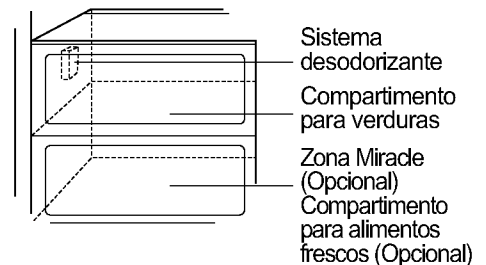 Sistema
desodorizante
Compartimento
para verduras
Zona Miracle
(Opcional)
Compartimento
para alimentos
frescos (Opcional)